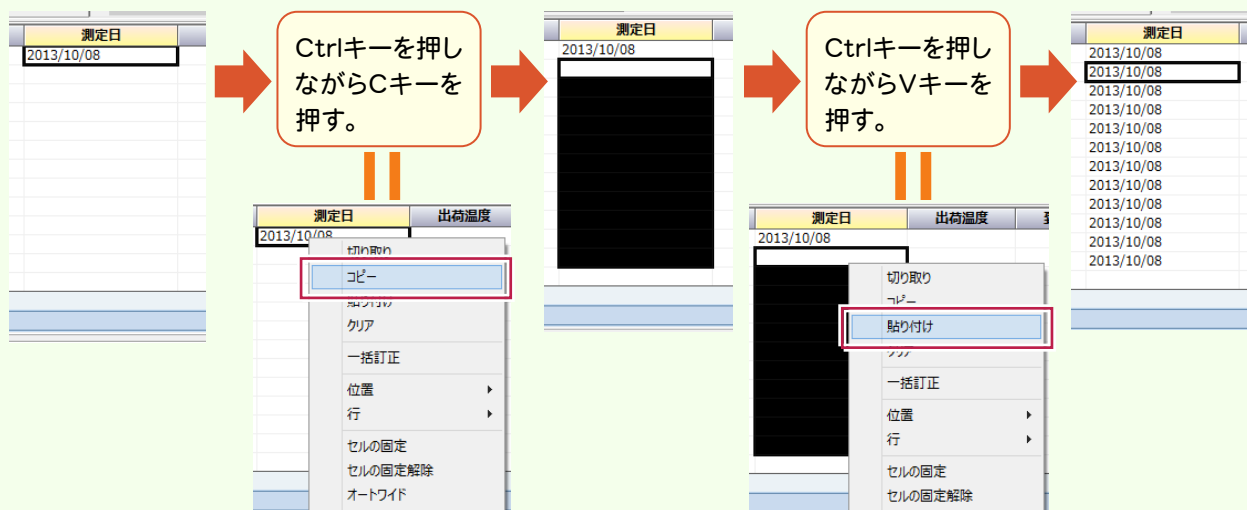 測定日
2013/10/08
Ctrlキーを押し
ながらCキーを
押す。
測定日
2013/10/08
Ctrlキーを押し
ながらVキーを
押す。
測定日
2013/10/08
2013/10/08
2013/10/08
2013/10/08
2013/10/08
2013/10/08
2013/10/08
2013/10/08
2013/10/08
2013/10/08
2013/10/08
2013/10/08
測定日 出荷温度
2013/10/08
切り取り
コピー
貼り付け
クリア
一括訂正
位置
行
セルの固定
セルの固定解除
オートワイド
測定日 出荷温度
2013/10/08
切り取り
コピー
貼り付け
クリア
一括訂正
位置
行
セルの固定
セルの固定解除